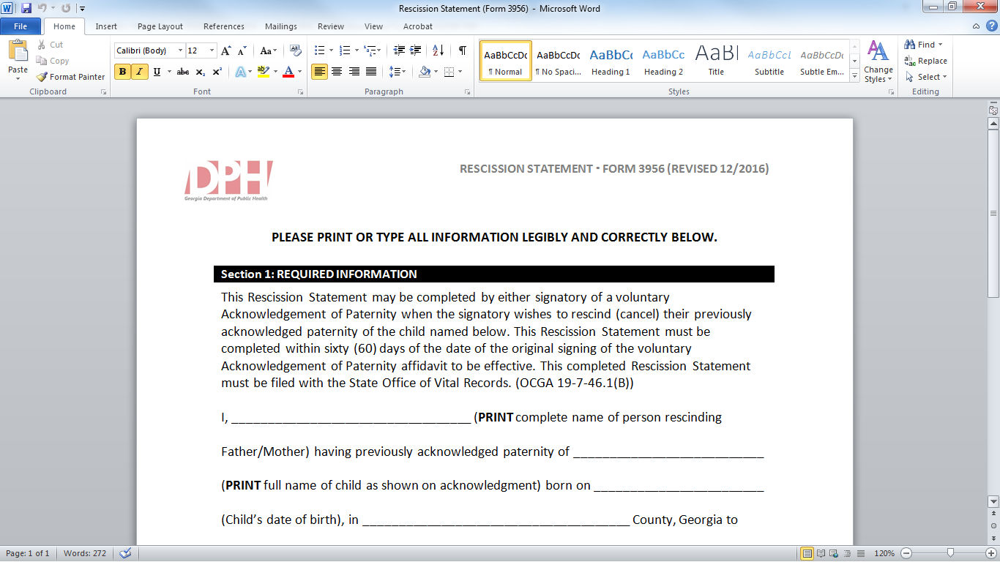 Rescission Statement (Form 3956) - Microsoft Word
File Home Insert Page Layout References Mailings Review View Acrobat
Paste Cut Copy Format Painter
Calibri (Body) 12
B I U abc
AaBbCcDc AaBbCcDc AaBbCc AaBbCc AaBl AaBbCcL AaBbCcDc
¶ Normal ¶ No Spaci... Heading 1 Heading 2 Title Subtitle Subtle Em...
Change Styles
Find
Replace
Select
Clipboard Font Paragraph Styles Editing
DPH
Georgia Department of Public Health
RESCISSION STATEMENT · FORM 3956 (REVISED 12/2016)
PLEASE PRINT OR TYPE ALL INFORMATION LEGIBLY AND CORRECTLY BELOW.
Section 1: REQUIRED INFORMATION
This Rescission Statement may be completed by either signatory of a voluntary
Acknowledgement of Paternity when the signatory wishes to rescind (cancel) their previously
acknowledged paternity of the child named below. This Rescission Statement must be
completed within sixty (60) days of the date of the original signing of the voluntary
Acknowledgement of Paternity affidavit to be effective. This completed Rescission Statement
must be filed with the State Office of Vital Records. (OCGA 19-7-46.1(B))
I, ___________________________________ (PRINT complete name of person rescinding
Father/Mother) having previously acknowledged paternity of ____________________________
(PRINT full name of child as shown on acknowledgment) born on _________________________
(Child’s date of birth), in _______________________________________ County, Georgia to
Page: 1 of 1 Words: 272 120%